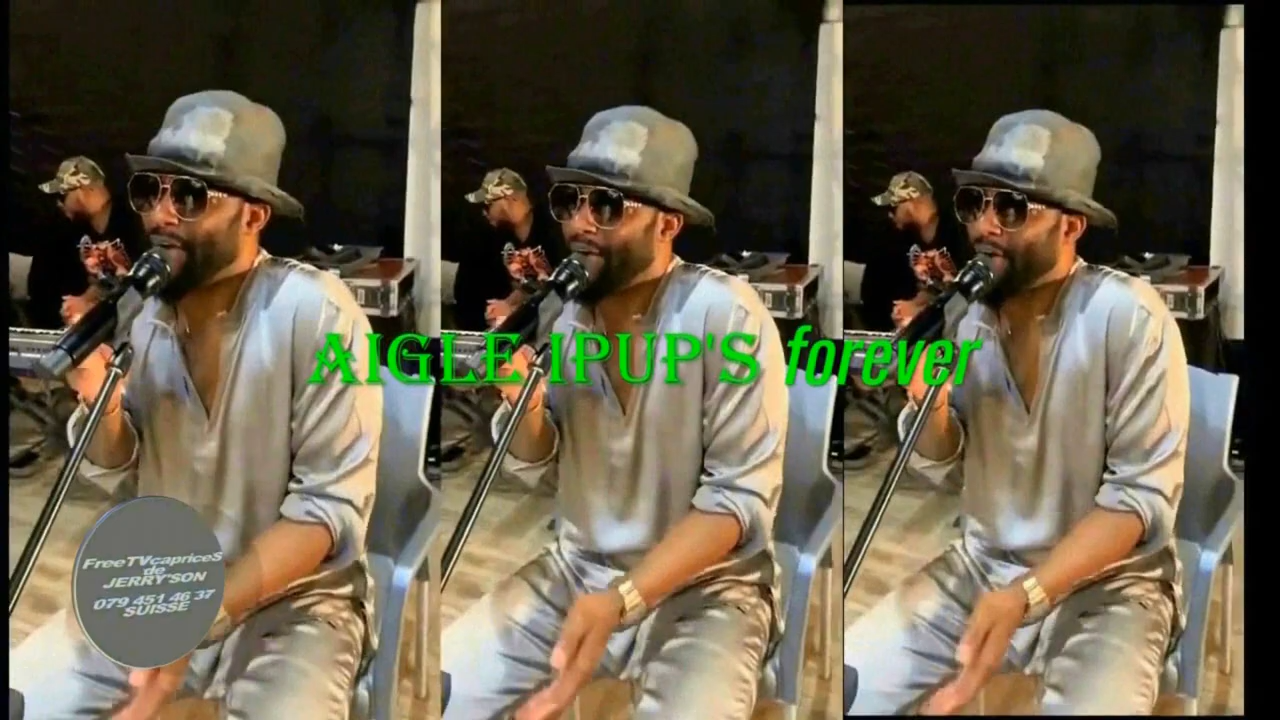 AIGLE IPUP'S forever
FreeTVcapriceS
de
JERRY'SON
079 451 46 37
SUISSE